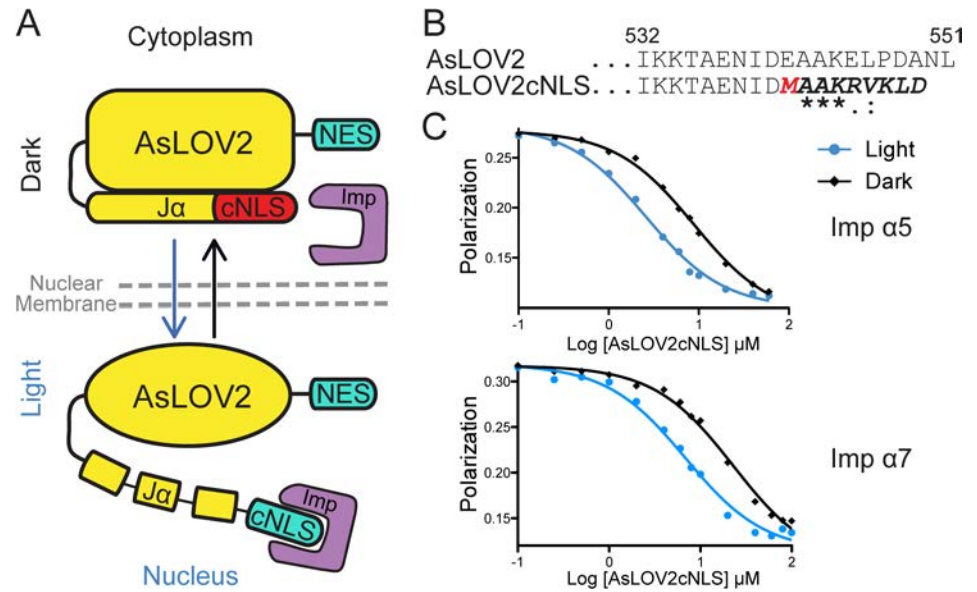 A
Cytoplasm
Dark
AsLOV2
NES
Jα
cNLS
Imp
Nuclear
Membrane
Light
AsLOV2
NES
Jα
cNLS
Imp
Nucleus
B
532 551
AsLOV2 ...IKKTAENIDEAAKELPDANL
AsLOV2cNLS...IKKTAENIDMAAKRVKLD
***.:
C
Polarization
0.25
0.20
0.15
-1 0 1 2
Log [AsLOV2cNLS] µM
Light
Dark
Imp α5
Polarization
0.30
0.25
0.20
0.15
-1 0 1 2
Log [AsLOV2cNLS] µM
Imp α7